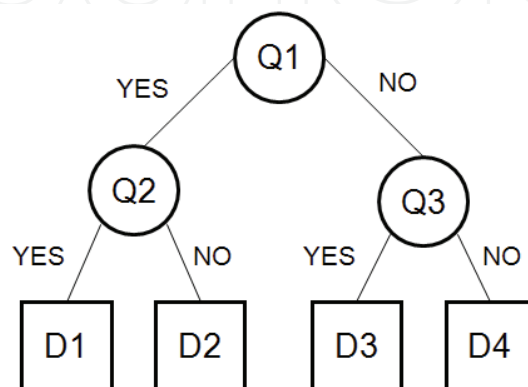 Q1
YES NO
Q2 Q3
YES NO YES NO
D1 D2 D3 D4